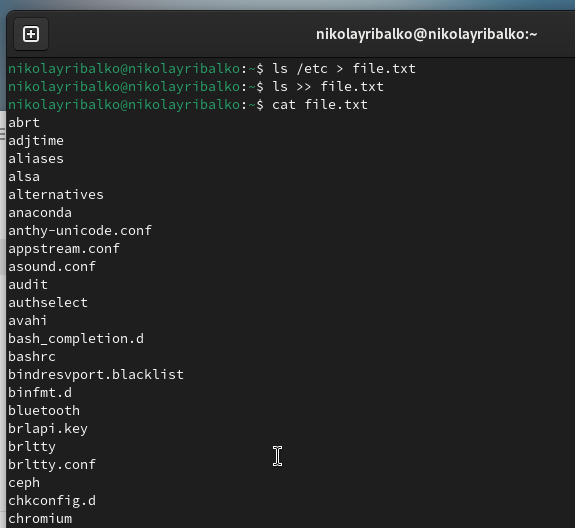 nikolayribalko@nikolayribalko:~
nikolayribalko@nikolayribalko:~$ ls /etc > file.txt
nikolayribalko@nikolayribalko:~$ ls >> file.txt
nikolayribalko@nikolayribalko:~$ cat file.txt
abrt
adjtime
aliases
alsa
alternatives
anaconda
anthy-unicode.conf
appstream.conf
asound.conf
audit
authselect
avahi
bash_completion.d
bashrc
bindresvport.blacklist
binfmt.d
bluetooth
brlapi.key
brltty
brltty.conf
ceph
chkconfig.d
chromium